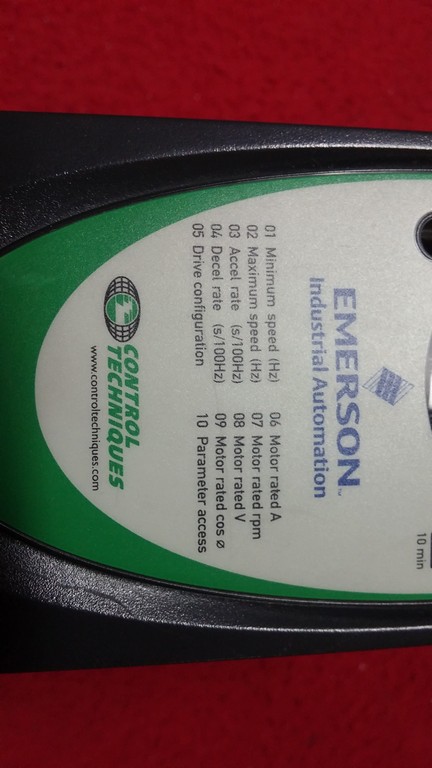 10 min
EMERSON™
Industrial Automation
01 Minimum speed (Hz)
02 Maximum speed (Hz)
03 Accel rate (s/100Hz)
04 Decel rate (s/100Hz)
05 Drive configuration
06 Motor rated A
07 Motor rated rpm
08 Motor rated V
09 Motor rated cos ø
10 Parameter access
CONTROL
TECHNIQUES
www.controltechniques.com